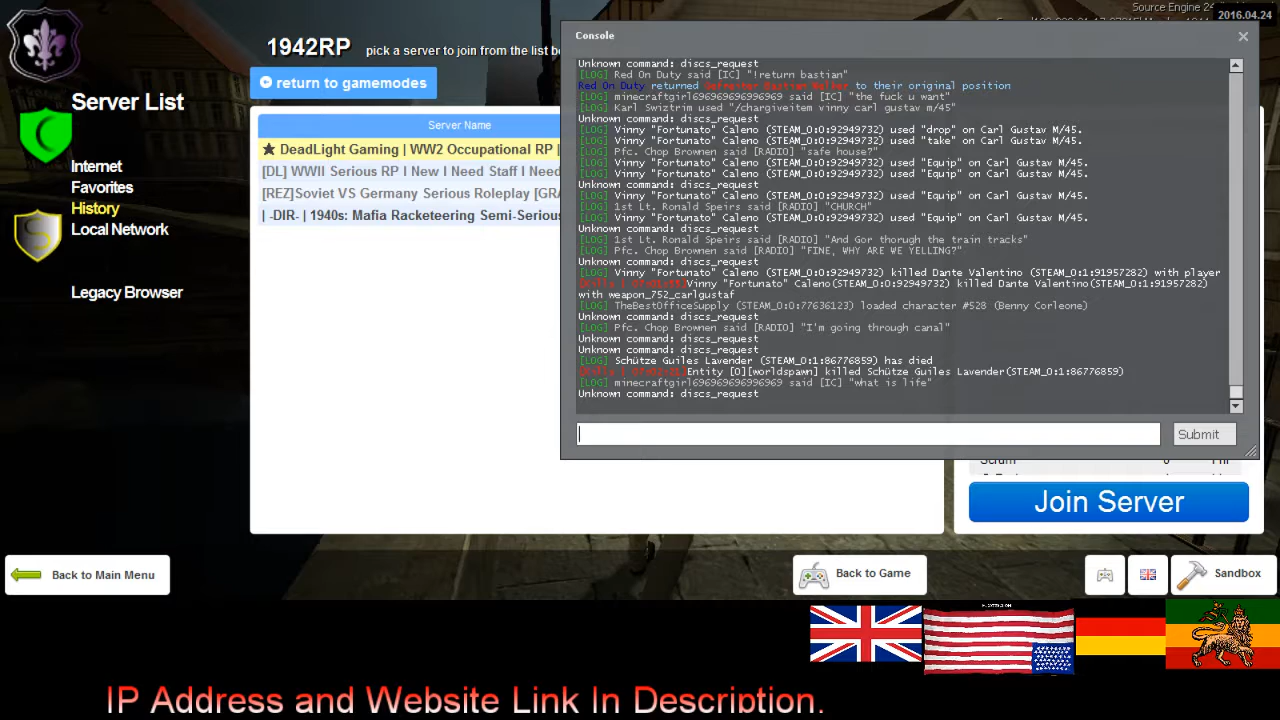 Source Engine 24
2016.04.24
1942RP pick a server to join from the list be
return to gamemodes
Server List
Internet
Favorites
History
Local Network
Legacy Browser
Server Name
DeadLight Gaming | WW2 Occupational RP |
[DL] WWII Serious RP I New I Need Staff I Need
[REZ]Soviet VS Germany Serious Roleplay [GRA
| -DIR- | 1940s: Mafia Racketeering Semi-Serious
Console
Unknown command: discs_request
[LOG] Red On Duty said [IC] "!return bastian"
Red On Duty returned to their original position
[LOG] minecraftgirl696969696996969 said [IC] "the fuck u want"
[LOG] Karl Swiztrim used "/chargiveitem vinny carl gustav m/45"
Unknown command: discs_request
[LOG] Vinny "Fortunato" Caleno (STEAM_0:0:92949732) used "drop" on Carl Gustav M/45.
[LOG] Vinny "Fortunato" Caleno (STEAM_0:0:92949732) used "take" on Carl Gustav M/45.
[LOG] Pfc. Chop Brownen said [RADIO] "safe house?"
[LOG] Vinny "Fortunato" Caleno (STEAM_0:0:92949732) used "Equip" on Carl Gustav M/45.
[LOG] Vinny "Fortunato" Caleno (STEAM_0:0:92949732) used "Equip" on Carl Gustav M/45.
Unknown command: discs_request
[LOG] Vinny "Fortunato" Caleno (STEAM_0:0:92949732) used "Equip" on Carl Gustav M/45.
[LOG] 1st Lt. Ronald Speirs said [RADIO] "CHURCH"
[LOG] Vinny "Fortunato" Caleno (STEAM_0:0:92949732) used "Equip" on Carl Gustav M/45.
Unknown command: discs_request
[LOG] 1st Lt. Ronald Speirs said [RADIO] "And Gor thorugh the train tracks"
[LOG] Pfc. Chop Brownen said [RADIO] "FINE, WHY ARE WE YELLING?"
Unknown command: discs_request
[LOG] Vinny "Fortunato" Caleno (STEAM_0:0:92949732) killed Dante Valentino (STEAM_0:1:91957282) with player
Vinny "Fortunato" Caleno(STEAM_0:0:92949732) killed Dante Valentino(STEAM_0:1:91957282)
with weapon_752_carlgustaf
[LOG] TheBestOfficeSupply (STEAM_0:0:77636123) loaded character #528 (Benny Corleone)
Unknown command: discs_request
[LOG] Pfc. Chop Brownen said [RADIO] "I'm going through canal"
Unknown command: discs_request
Unknown command: discs_request
[LOG] Schütze Guiles Lavender (STEAM_0:1:86776859) has died
Entity [0][worldspawn] killed Schütze Guiles Lavender(STEAM_0:1:86776859)
[LOG] minecraftgirl696969696996969 said [IC] "what is life"
Unknown command: discs_request
Submit
Join Server
Back to Main Menu
Back to Game
Sandbox
IP Address and Website Link In Description.